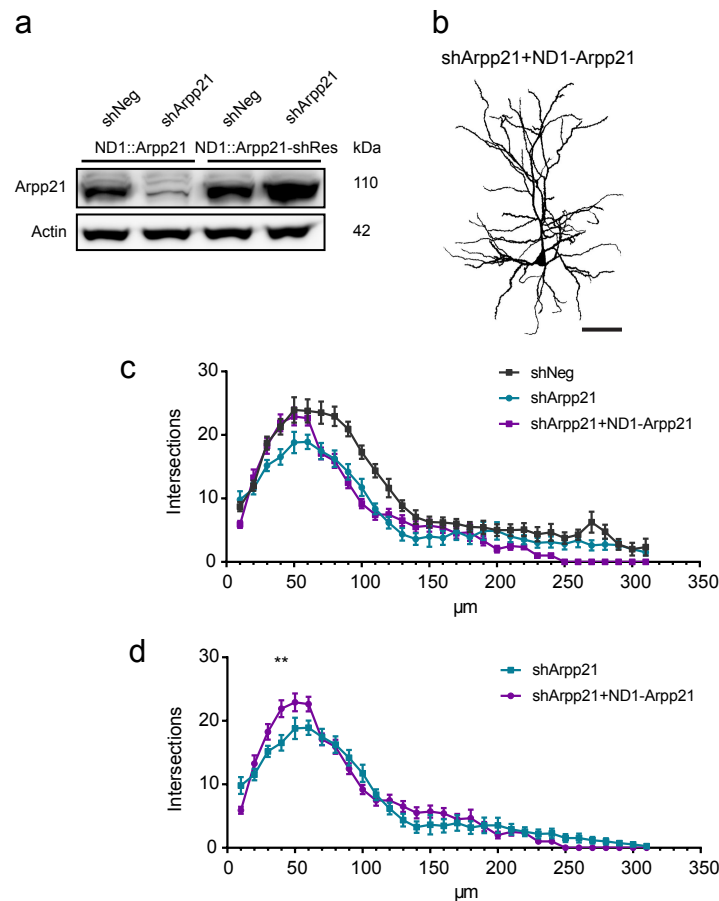 a
shNeg shArpp21 shNeg shArpp21
ND1::Arpp21 ND1::Arpp21-shRes kDa
Arpp21 110
Actin 42
b
shArpp21+ND1-Arpp21
c
30
20
10
0
Intersections
shNeg
shArpp21
shArpp21+ND1-Arpp21
0 50 100 150 200 250 300 350
µm
d
30
20
10
0
Intersections
**
shArpp21
shArpp21+ND1-Arpp21
0 50 100 150 200 250 300 350
µm